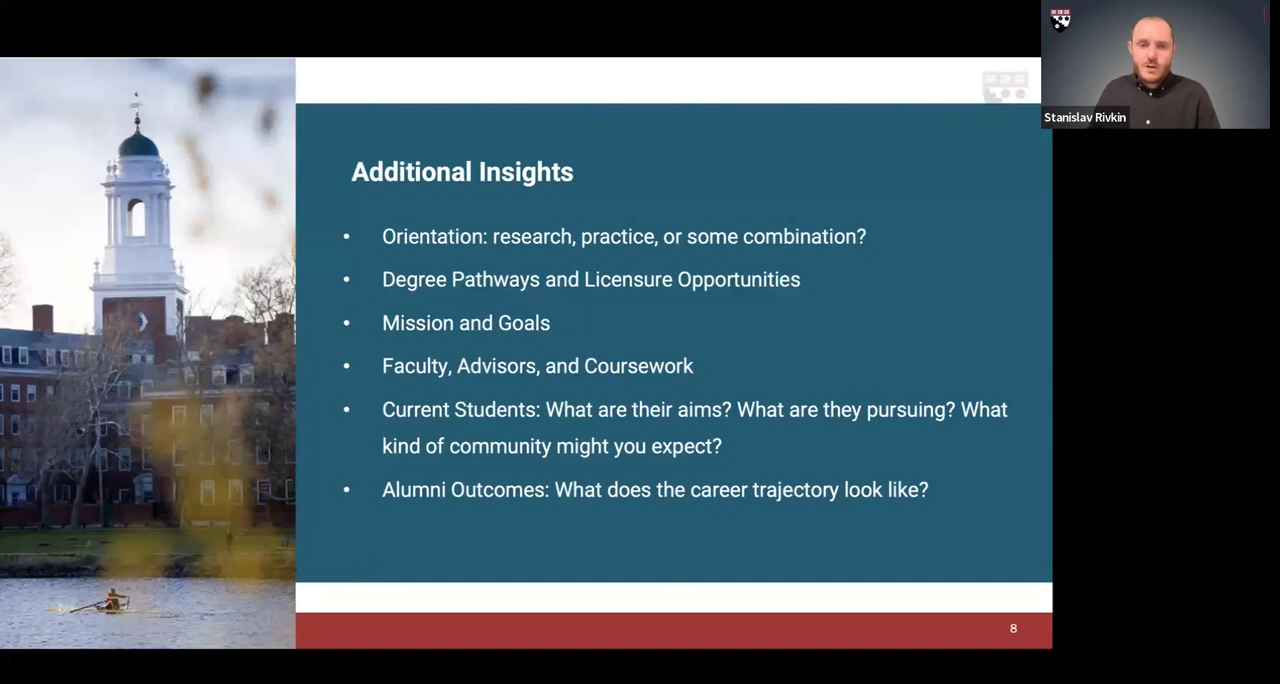 Stanislav Rivkin
Additional Insights
• Orientation: research, practice, or some combination?
• Degree Pathways and Licensure Opportunities
• Mission and Goals
• Faculty, Advisors, and Coursework
• Current Students: What are their aims? What are they pursuing? What
kind of community might you expect?
• Alumni Outcomes: What does the career trajectory look like?
8